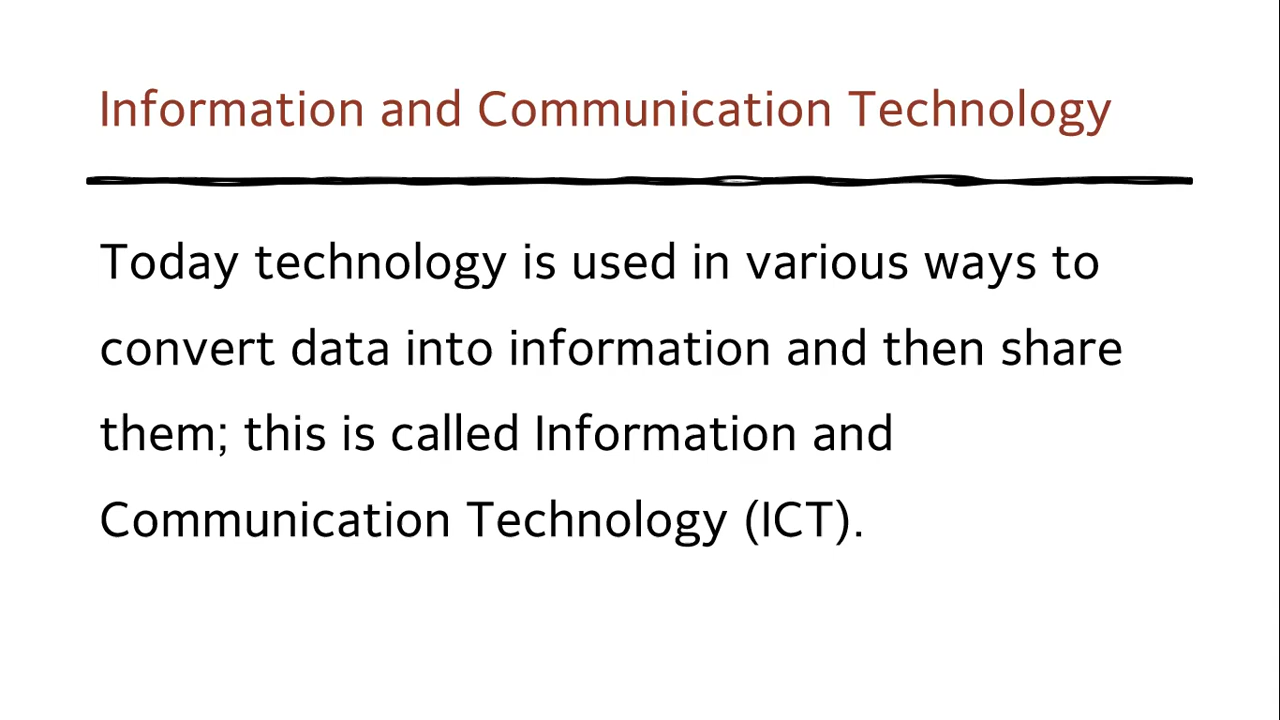 Information and Communication Technology
Today technology is used in various ways to
convert data into information and then share
them; this is called Information and
Communication Technology (ICT).